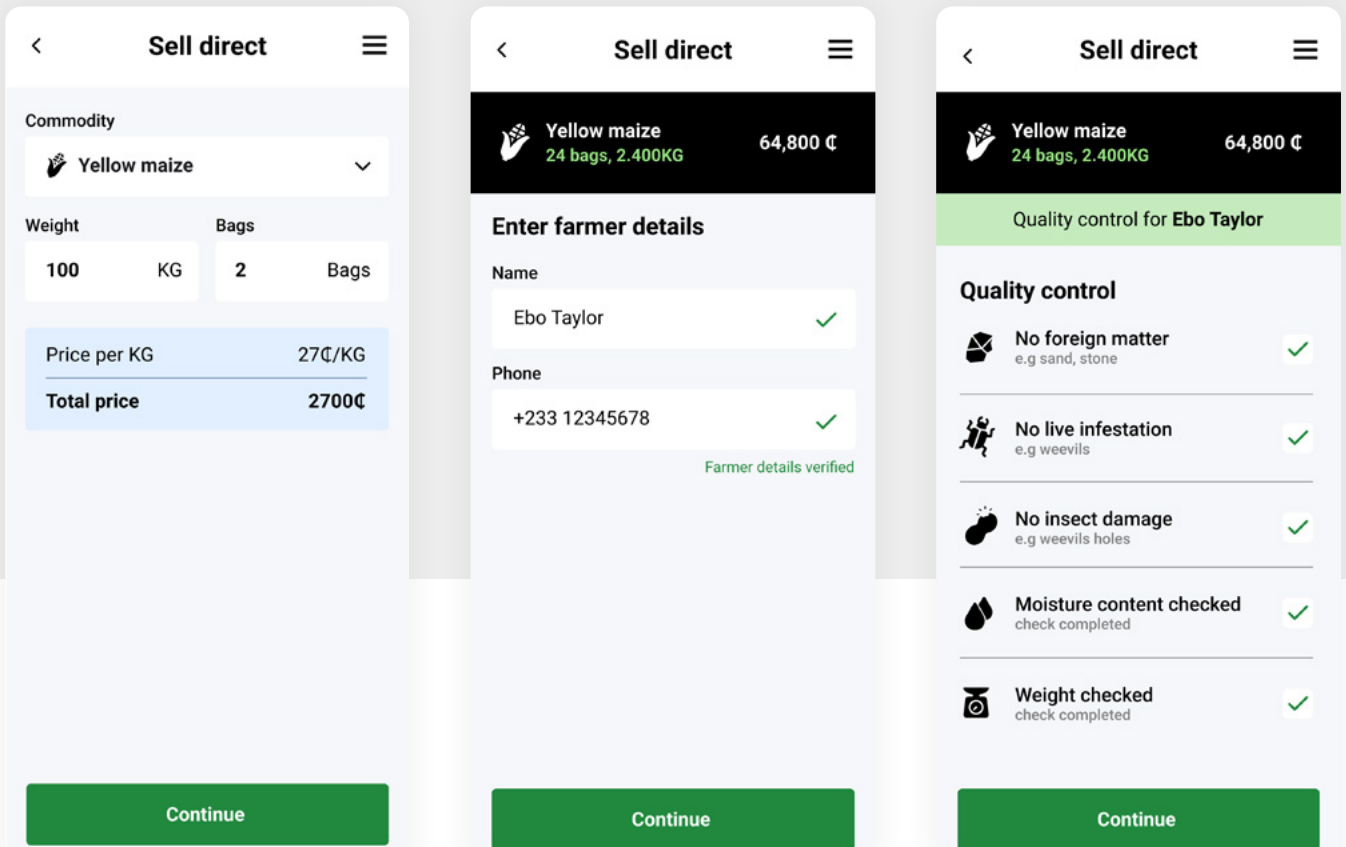 Sell direct
Commodity
Yellow maize
Weight
Bags
100 KG
2 Bags
Price per KG 27₵/KG
Total price 2700₵
Continue
Sell direct
Yellow maize
24 bags, 2.400KG
64,800 ₵
Enter farmer details
Name
Ebo Taylor
Phone
+233 12345678
Farmer details verified
Continue
Sell direct
Yellow maize
24 bags, 2.400KG
64,800 ₵
Quality control for Ebo Taylor
Quality control
No foreign matter
e.g sand, stone
No live infestation
e.g weevils
No insect damage
e.g weevils holes
Moisture content checked
check completed
Weight checked
check completed
Continue